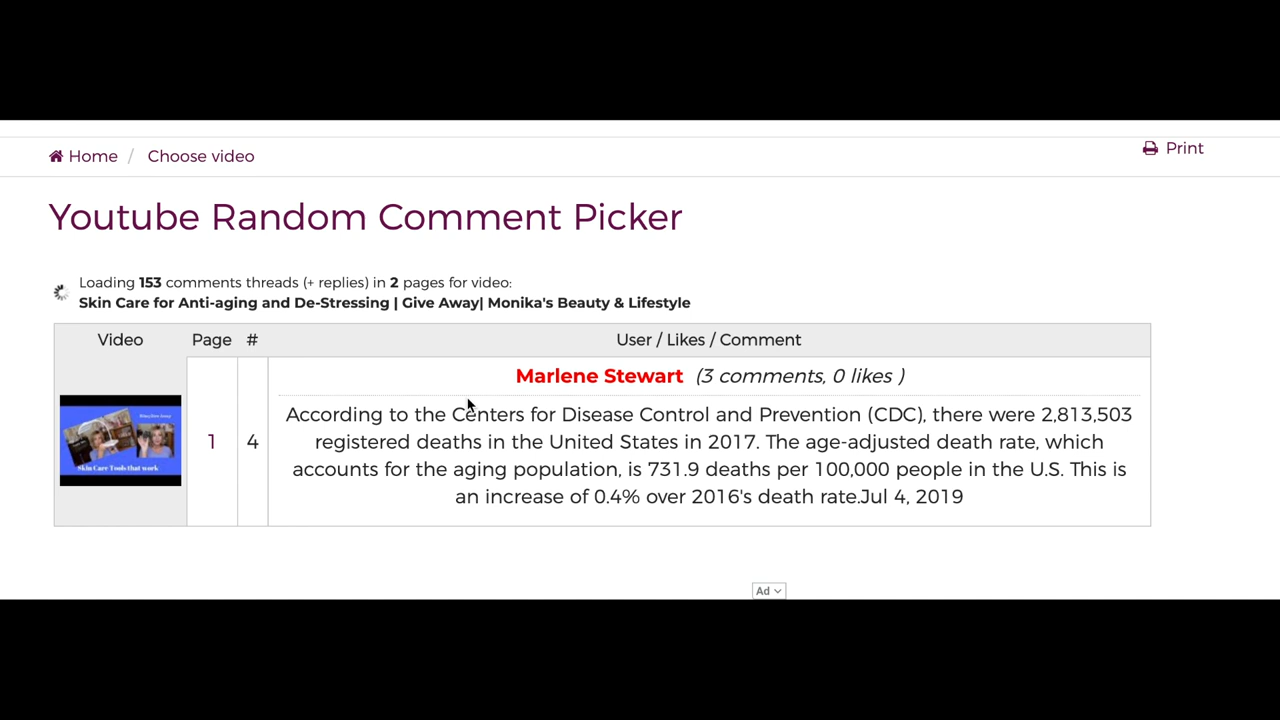 Home / Choose video
Print
Youtube Random Comment Picker
Loading 153 comments threads (+ replies) in 2 pages for video:
Skin Care for Anti-aging and De-Stressing | Give Away| Monika's Beauty & Lifestyle
Video Page # User / Likes / Comment
Marlene Stewart (3 comments, 0 likes )
According to the Centers for Disease Control and Prevention (CDC), there were 2,813,503
registered deaths in the United States in 2017. The age-adjusted death rate, which
accounts for the aging population, is 731.9 deaths per 100,000 people in the U.S. This is
an increase of 0.4% over 2016's death rate.Jul 4, 2019
1 4
Skin Care Tools that work
Ad